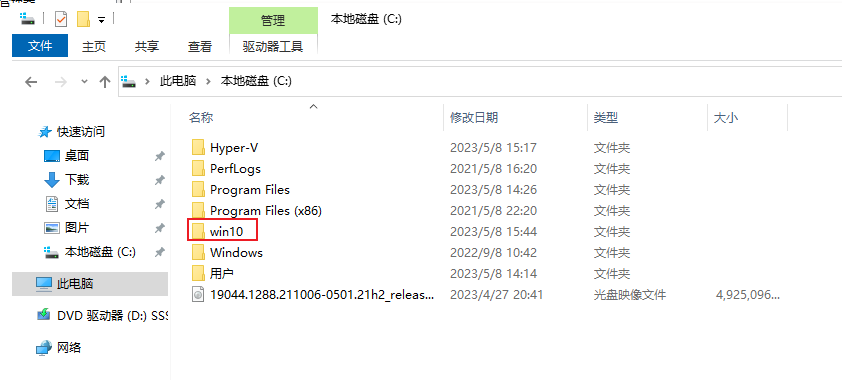 管理
本地磁盘 (C:)
文件
主页
共享
查看
驱动器工具
此电脑
本地磁盘 (C:)
名称
修改日期
类型
大小
快速访问
桌面
下载
文档
图片
本地磁盘 (C:)
此电脑
DVD 驱动器 (D:) SSS
网络
Hyper-V 2023/5/8 15:17 文件夹
PerfLogs 2021/5/8 16:20 文件夹
Program Files 2023/5/8 14:26 文件夹
Program Files (x86) 2021/5/8 22:20 文件夹
win10 2023/5/8 15:44 文件夹
Windows 2022/9/8 10:42 文件夹
用户 2023/5/8 14:14 文件夹
19044.1288.211006-0501.21h2_releas... 2023/4/27 20:41 光盘映像文件 4,925,096...